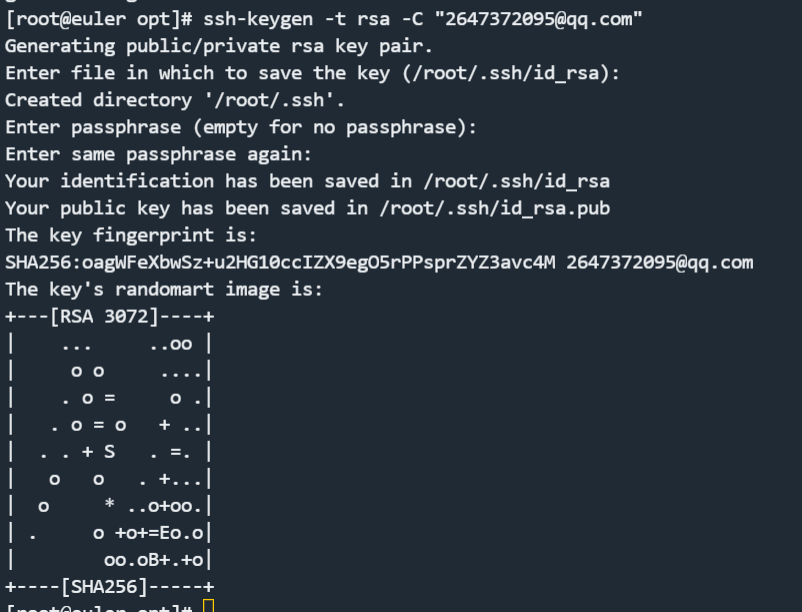 [root@euler opt]# ssh-keygen -t rsa -C "2647372095@qq.com"
Generating public/private rsa key pair.
Enter file in which to save the key (/root/.ssh/id_rsa):
Created directory '/root/.ssh'.
Enter passphrase (empty for no passphrase):
Enter same passphrase again:
Your identification has been saved in /root/.ssh/id_rsa
Your public key has been saved in /root/.ssh/id_rsa.pub
The key fingerprint is:
SHA256:oagWFeXbwSz+u2HG10ccIZX9egO5rPPsprZYZ3avc4M 2647372095@qq.com
The key's randomart image is:
+---[RSA 3072]----+
|    ...     ..oo |
|     o o     ....|
|    . o =     o .|
|   . o = o   + ..|
|  . . + S   . =. |
|   o   o   . +...|
|  o     * ..o+oo.|
| .     o +o+=Eo.o|
|        oo.oB+.+o|
+----[SHA256]-----+
[root@euler opt]#